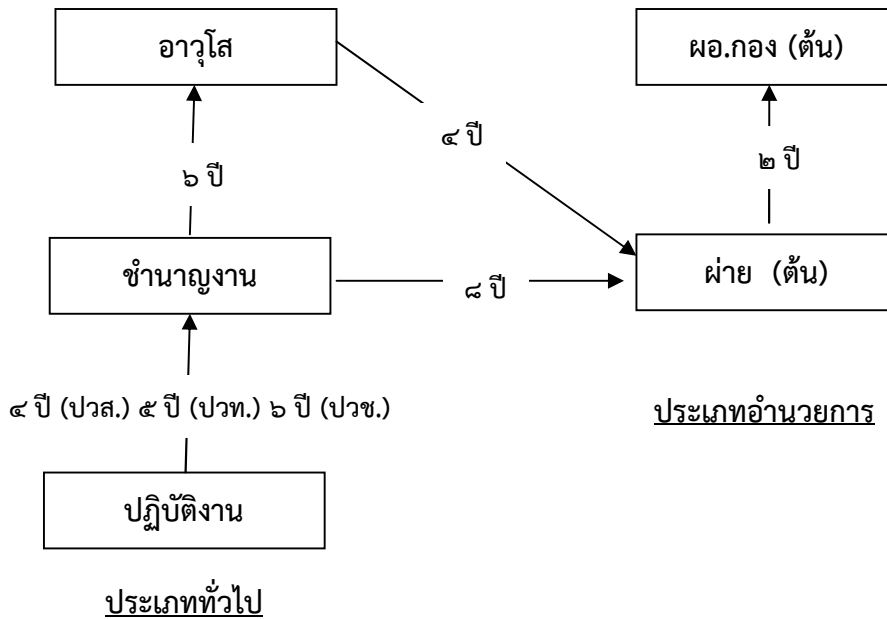 อาวุโส
ผอ.กอง (ต้น)
๔ ปี
๖ ปี
๒ ปี
ชำนาญงาน
๘ ปี
ฝ่าย (ต้น)
๔ ปี (ปวส.) ๕ ปี (ปวท.) ๖ ปี (ปวช.)
ประเภทอำนวยการ
ปฏิบัติงาน
ประเภททั่วไป